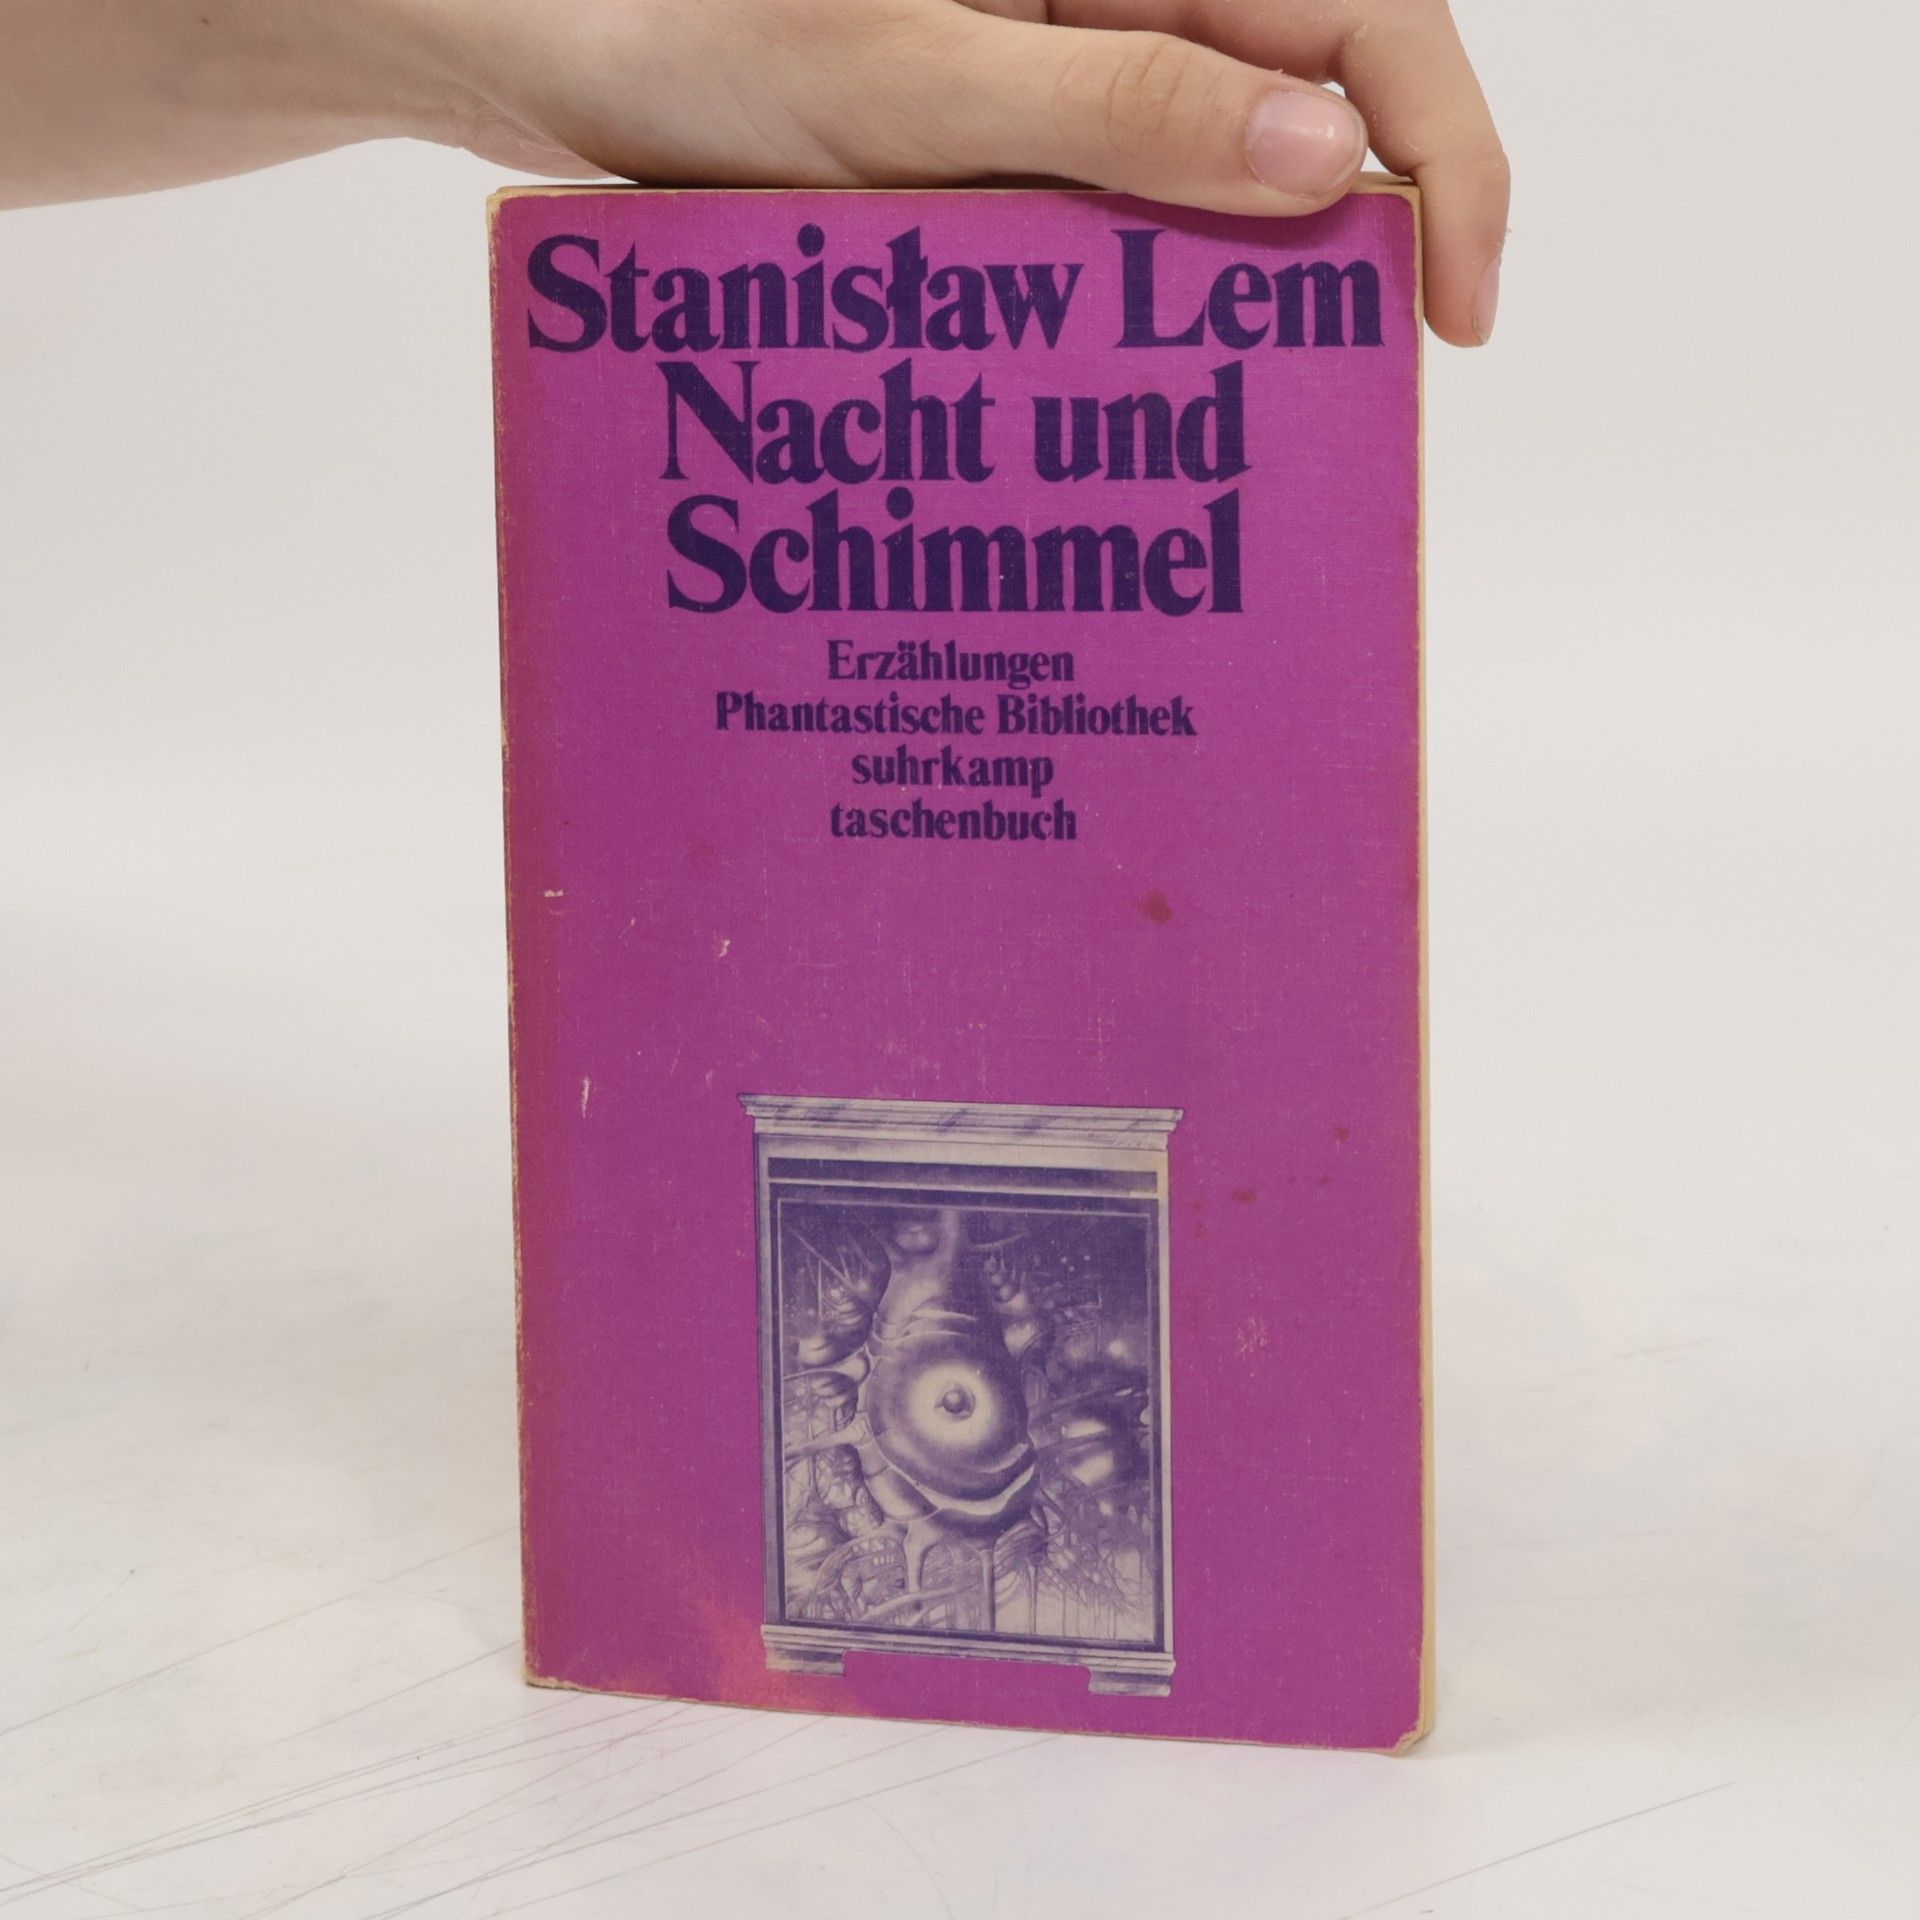 Stanisław Lem
Nacht und
Schimmel
Erzählungen
Phantastische Bibliothek
suhrkamp
taschenbuch